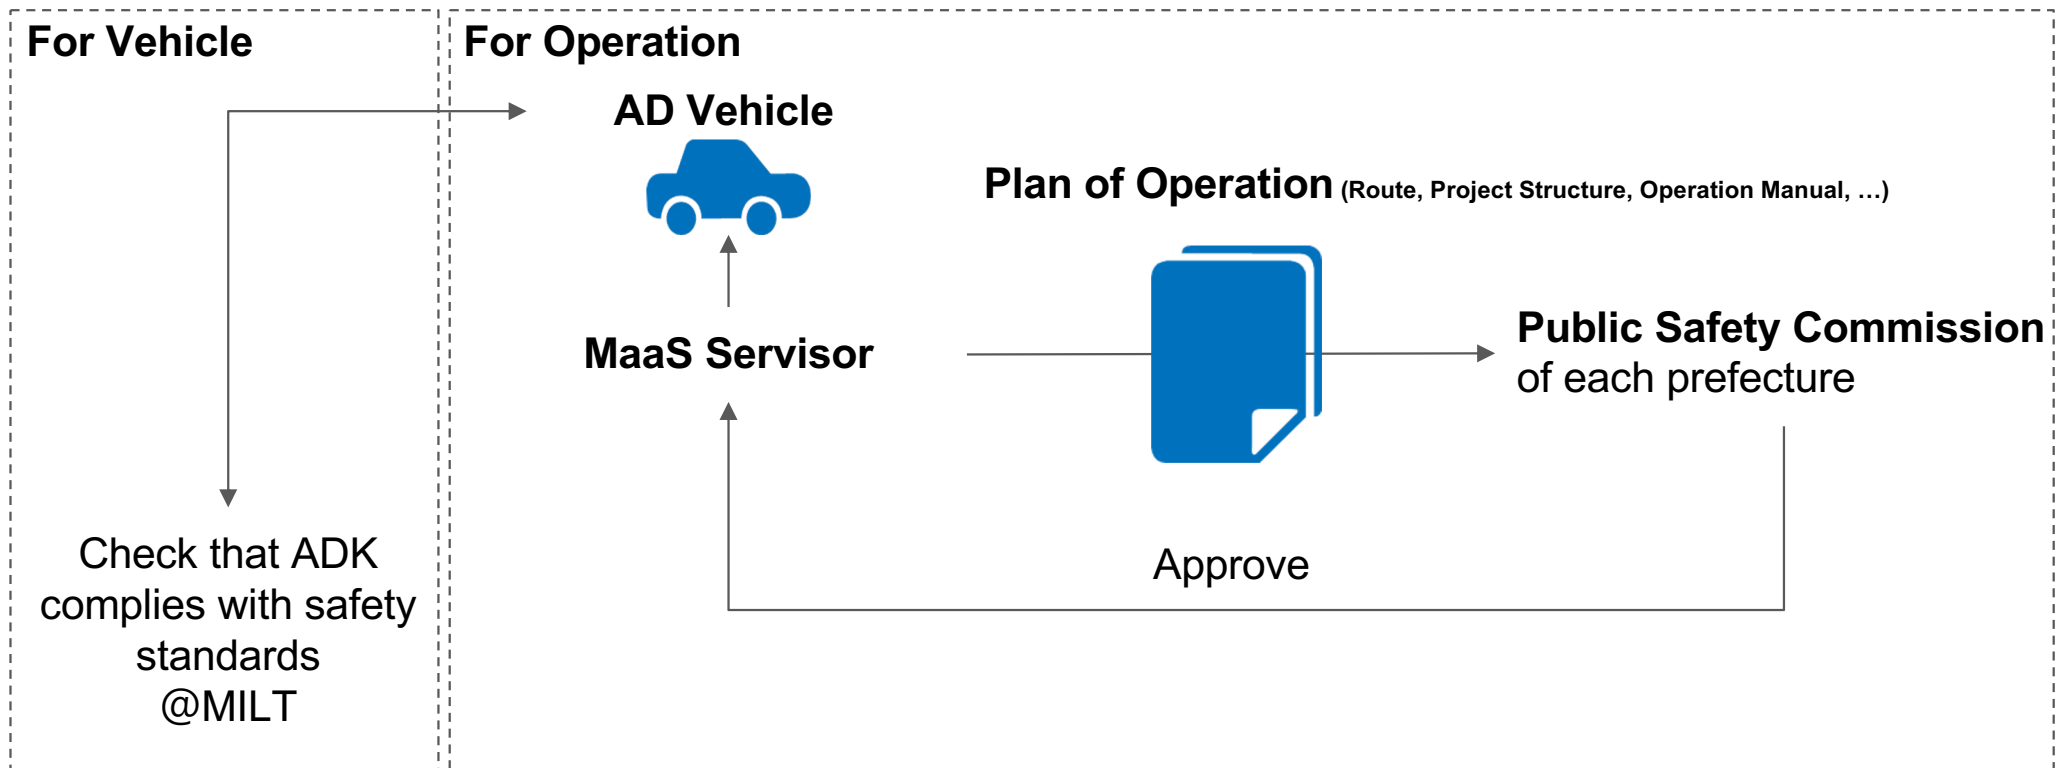 For Vehicle
For Operation
AD Vehicle
Plan of Operation (Route, Project Structure, Operation Manual, …)
MaaS Servisor
Public Safety Commission
of each prefecture
Check that ADK
complies with safety
standards
@MILT
Approve